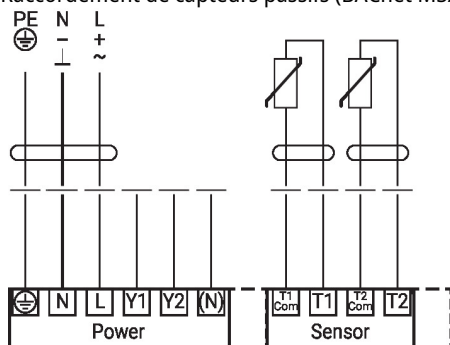 Raccordement de capteurs passifs (BACnet MS/
PE N L
− +
⊥ ~
N L Y1 Y2 (N) T1 Com T1 T2 Com T2
Power Sensor